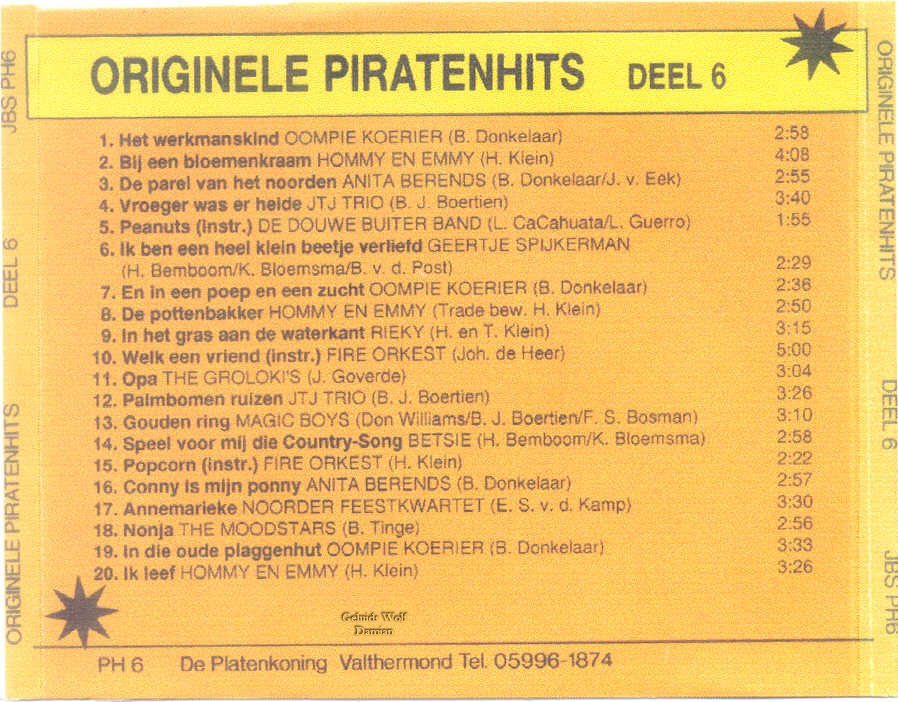 ORIGINELE PIRATENHITS DEEL 6
1. Het werkmanskind OOMPIE KOERIER (B. Donkelaar) 2:58
2. Bij een bloemenkraam HOMMY EN EMMY (H. Klein) 4:08
3. De parel van het noorden ANITA BERENDS (B. Donkelaar/J. v. Eek) 2:55
4. Vroeger was er heide JTJ TRIO (B. J. Boertien) 3:40
5. Peanuts (instr.) DE DOUWE BUITER BAND (L. CaCahuata/L. Guerro) 1:55
6. Ik ben een heel klein beetje verliefd GEERTJE SPIJKERMAN
(H. Bemboom/K. Bloemsma/B. v. d. Post) 2:29
7. En in een poep en een zucht OOMPIE KOERIER (B. Donkelaar) 2:36
8. De pottenbakker HOMMY EN EMMY (Trade bew. H. Klein) 2:50
9. In het gras aan de waterkant RIEKY (H. en T. Klein) 3:15
10. Welk een vriend (instr.) FIRE ORKEST (Joh. de Heer) 5:00
11. Opa THE GROLOKI'S (J. Goverde) 3:04
12. Palmbomen ruizen JTJ TRIO (B. J. Boertien) 3:26
13. Gouden ring MAGIC BOYS (Don Williams/B. J. Boertien/F. S. Bosman) 3:10
14. Speel voor mij die Country-Song BETSIE (H. Bemboom/K. Bloemsma) 2:58
15. Popcorn (instr.) FIRE ORKEST (H. Klein) 2:22
16. Conny is mijn ponny ANITA BERENDS (B. Donkelaar) 2:57
17. Annemarieke NOORDER FEESTKWARTET (E. S. v. d. Kamp) 3:30
18. Nonja THE MOODSTARS (B. Tinge) 2:56
19. In die oude plaggenhut OOMPIE KOERIER (B. Donkelaar) 3:33
20. Ik leef HOMMY EN EMMY (H. Klein) 3:26
Wolf
Damian
PH 6 De Platenkoning Valthermond Tel. 05996-1874
ORIGINELE PIRATENHITS DEEL 6 JBS PH6
ORIGINELE PIRATENHITS DEEL 6 JBS PH6